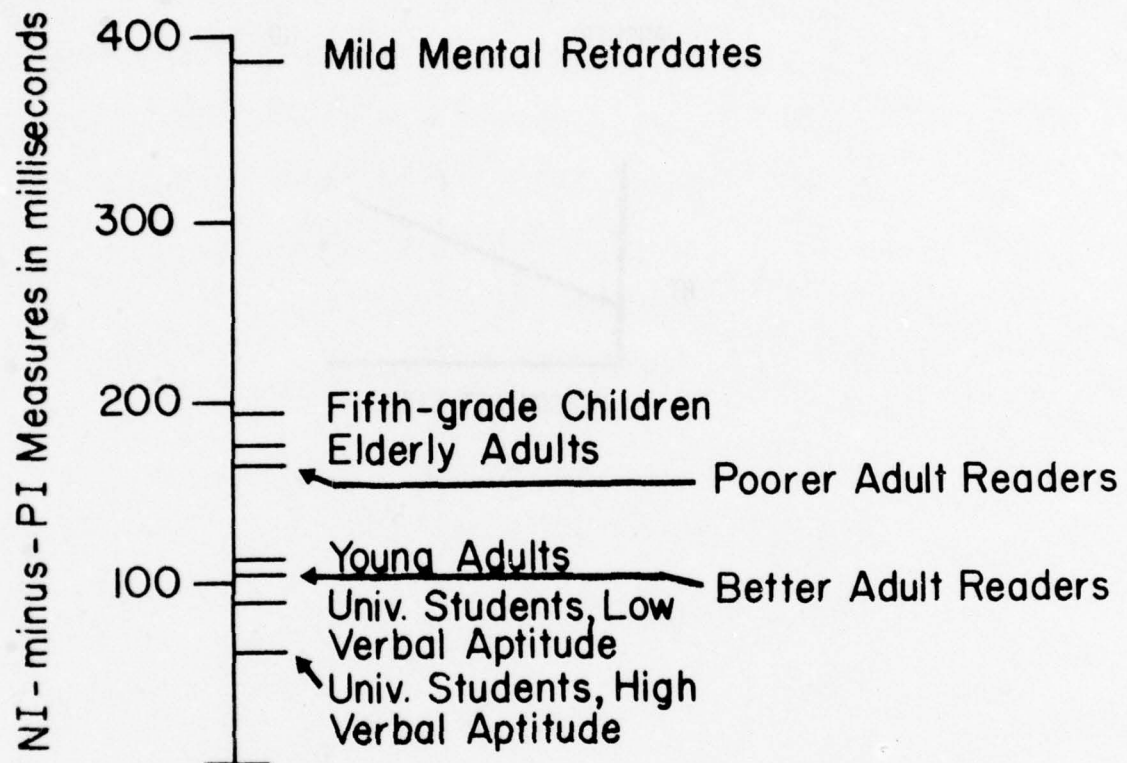 NI - minus - PI Measures in milliseconds
400
Mild Mental Retardates
300
200
Fifth-grade Children
Elderly Adults
Poorer Adult Readers
Young Adults
100
Better Adult Readers
Univ. Students, Low
Verbal Aptitude
Univ. Students, High
Verbal Aptitude